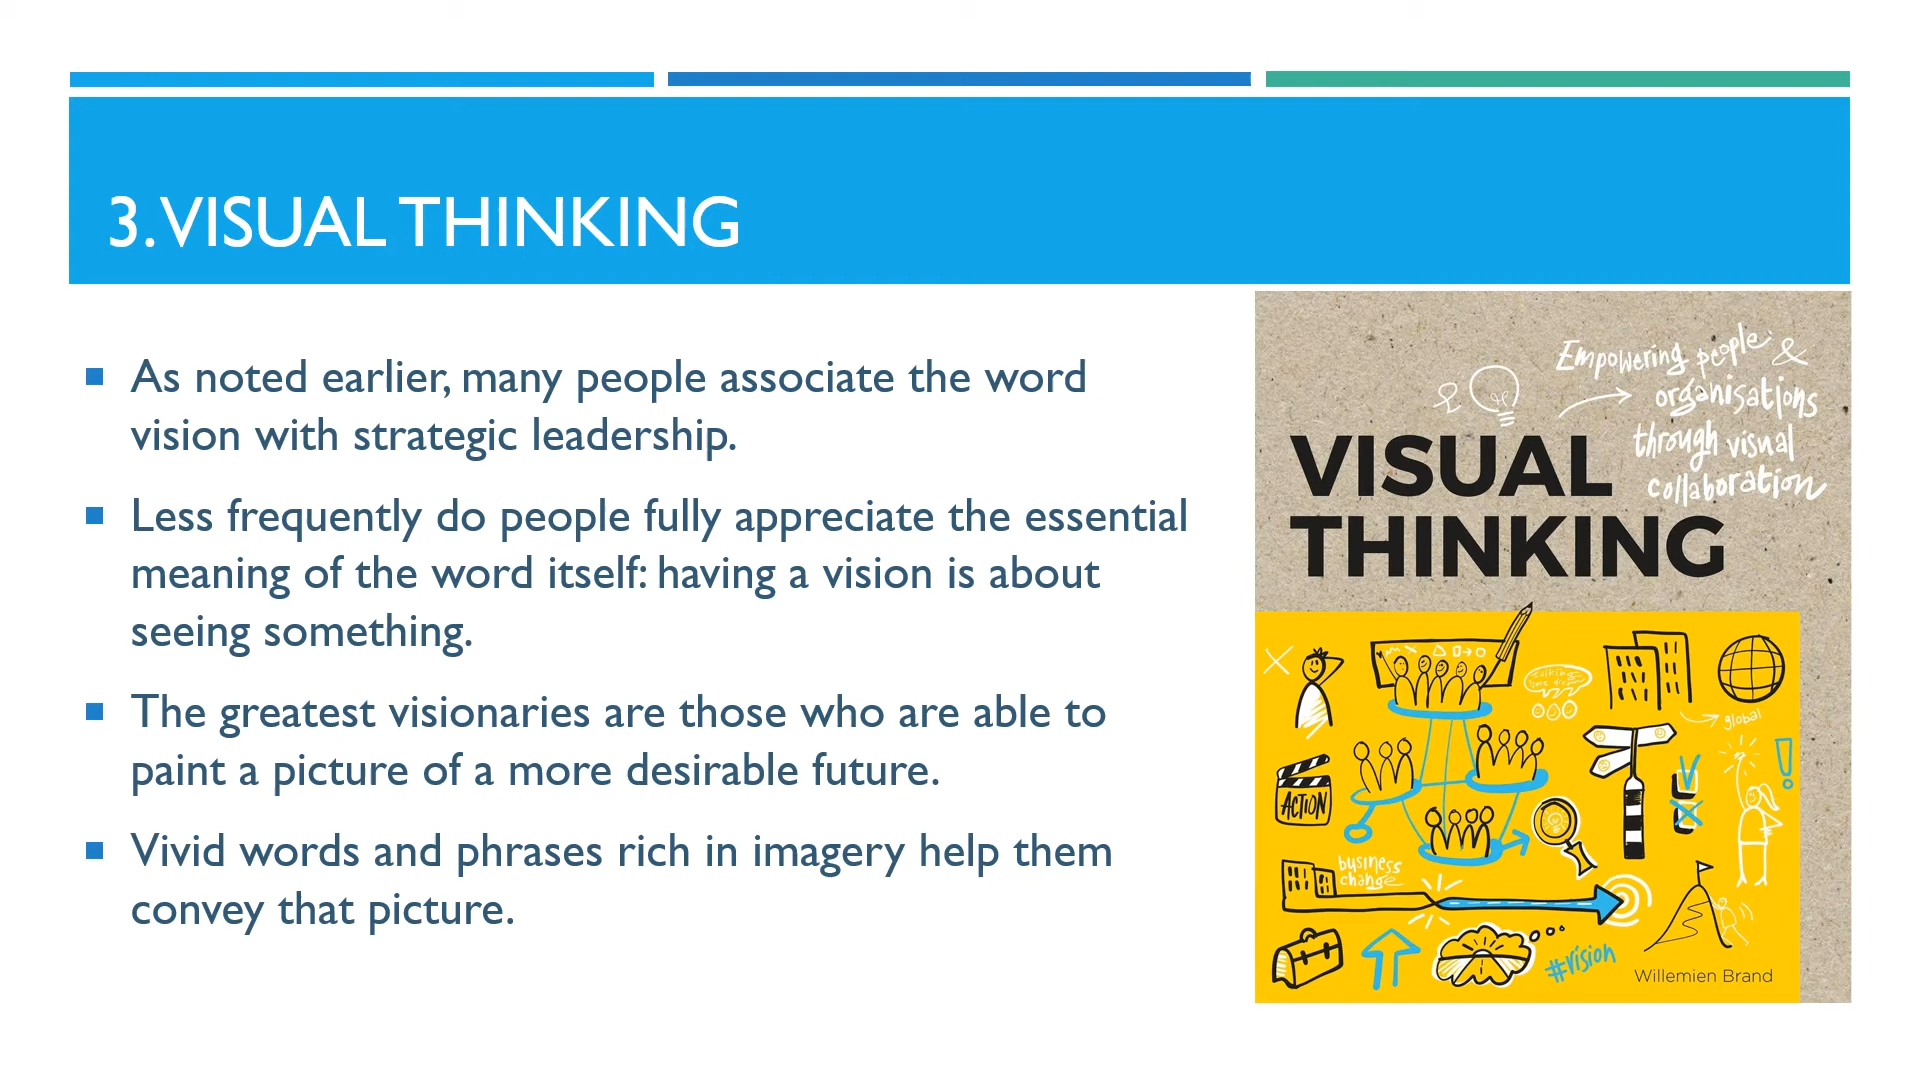 3. VISUAL THINKING
As noted earlier, many people associate the word
vision with strategic leadership.
Less frequently do people fully appreciate the essential
meaning of the word itself: having a vision is about
seeing something.
The greatest visionaries are those who are able to
paint a picture of a more desirable future.
Vivid words and phrases rich in imagery help them
convey that picture.
Empowering people &
organisations
through visual
collaboration
VISUAL
THINKING
global
ACTION
business
change
#vision
Willemien Brand